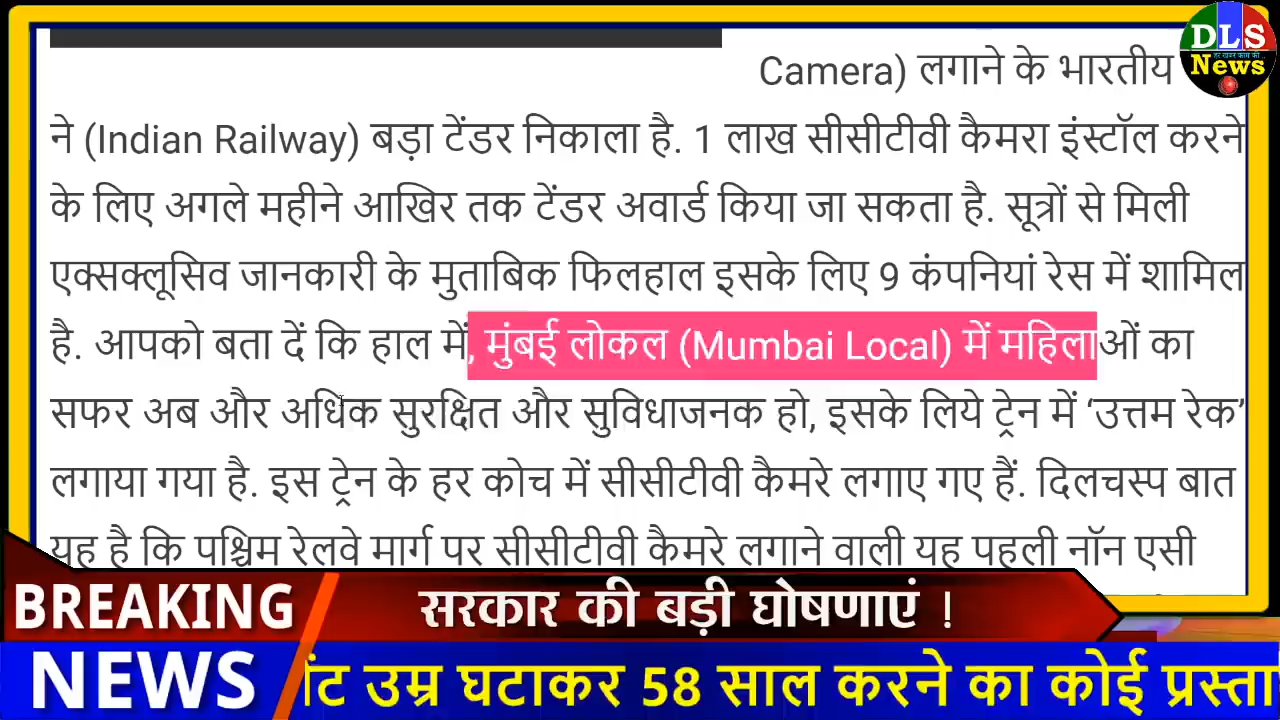 DLS
News
Camera) लगाने के भारतीय
ने (Indian Railway) बड़ा टेंडर निकाला है. 1 लाख सीसीटीवी कैमरा इंस्टॉल करने
के लिए अगले महीने आखिर तक टेंडर अवार्ड किया जा सकता है. सूत्रों से मिली
एक्सक्लूसिव जानकारी के मुताबिक फिलहाल इसके लिए 9 कंपनियां रेस में शामिल
है. आपको बता दें कि हाल में, मुंबई लोकल (Mumbai Local) में महिलाओं का
सफर अब और अधिक सुरक्षित और सुविधाजनक हो, इसके लिये ट्रेन में ‘उत्तम रेक’
लगाया गया है. इस ट्रेन के हर कोच में सीसीटीवी कैमरे लगाए गए हैं. दिलचस्प बात
यह है कि पश्चिम रेलवे मार्ग पर सीसीटीवी कैमरे लगाने वाली यह पहली नॉन एसी
BREAKING
सरकार की बड़ी घोषणाएं !
NEWS
उम्र घटाकर 58 साल करने का कोई